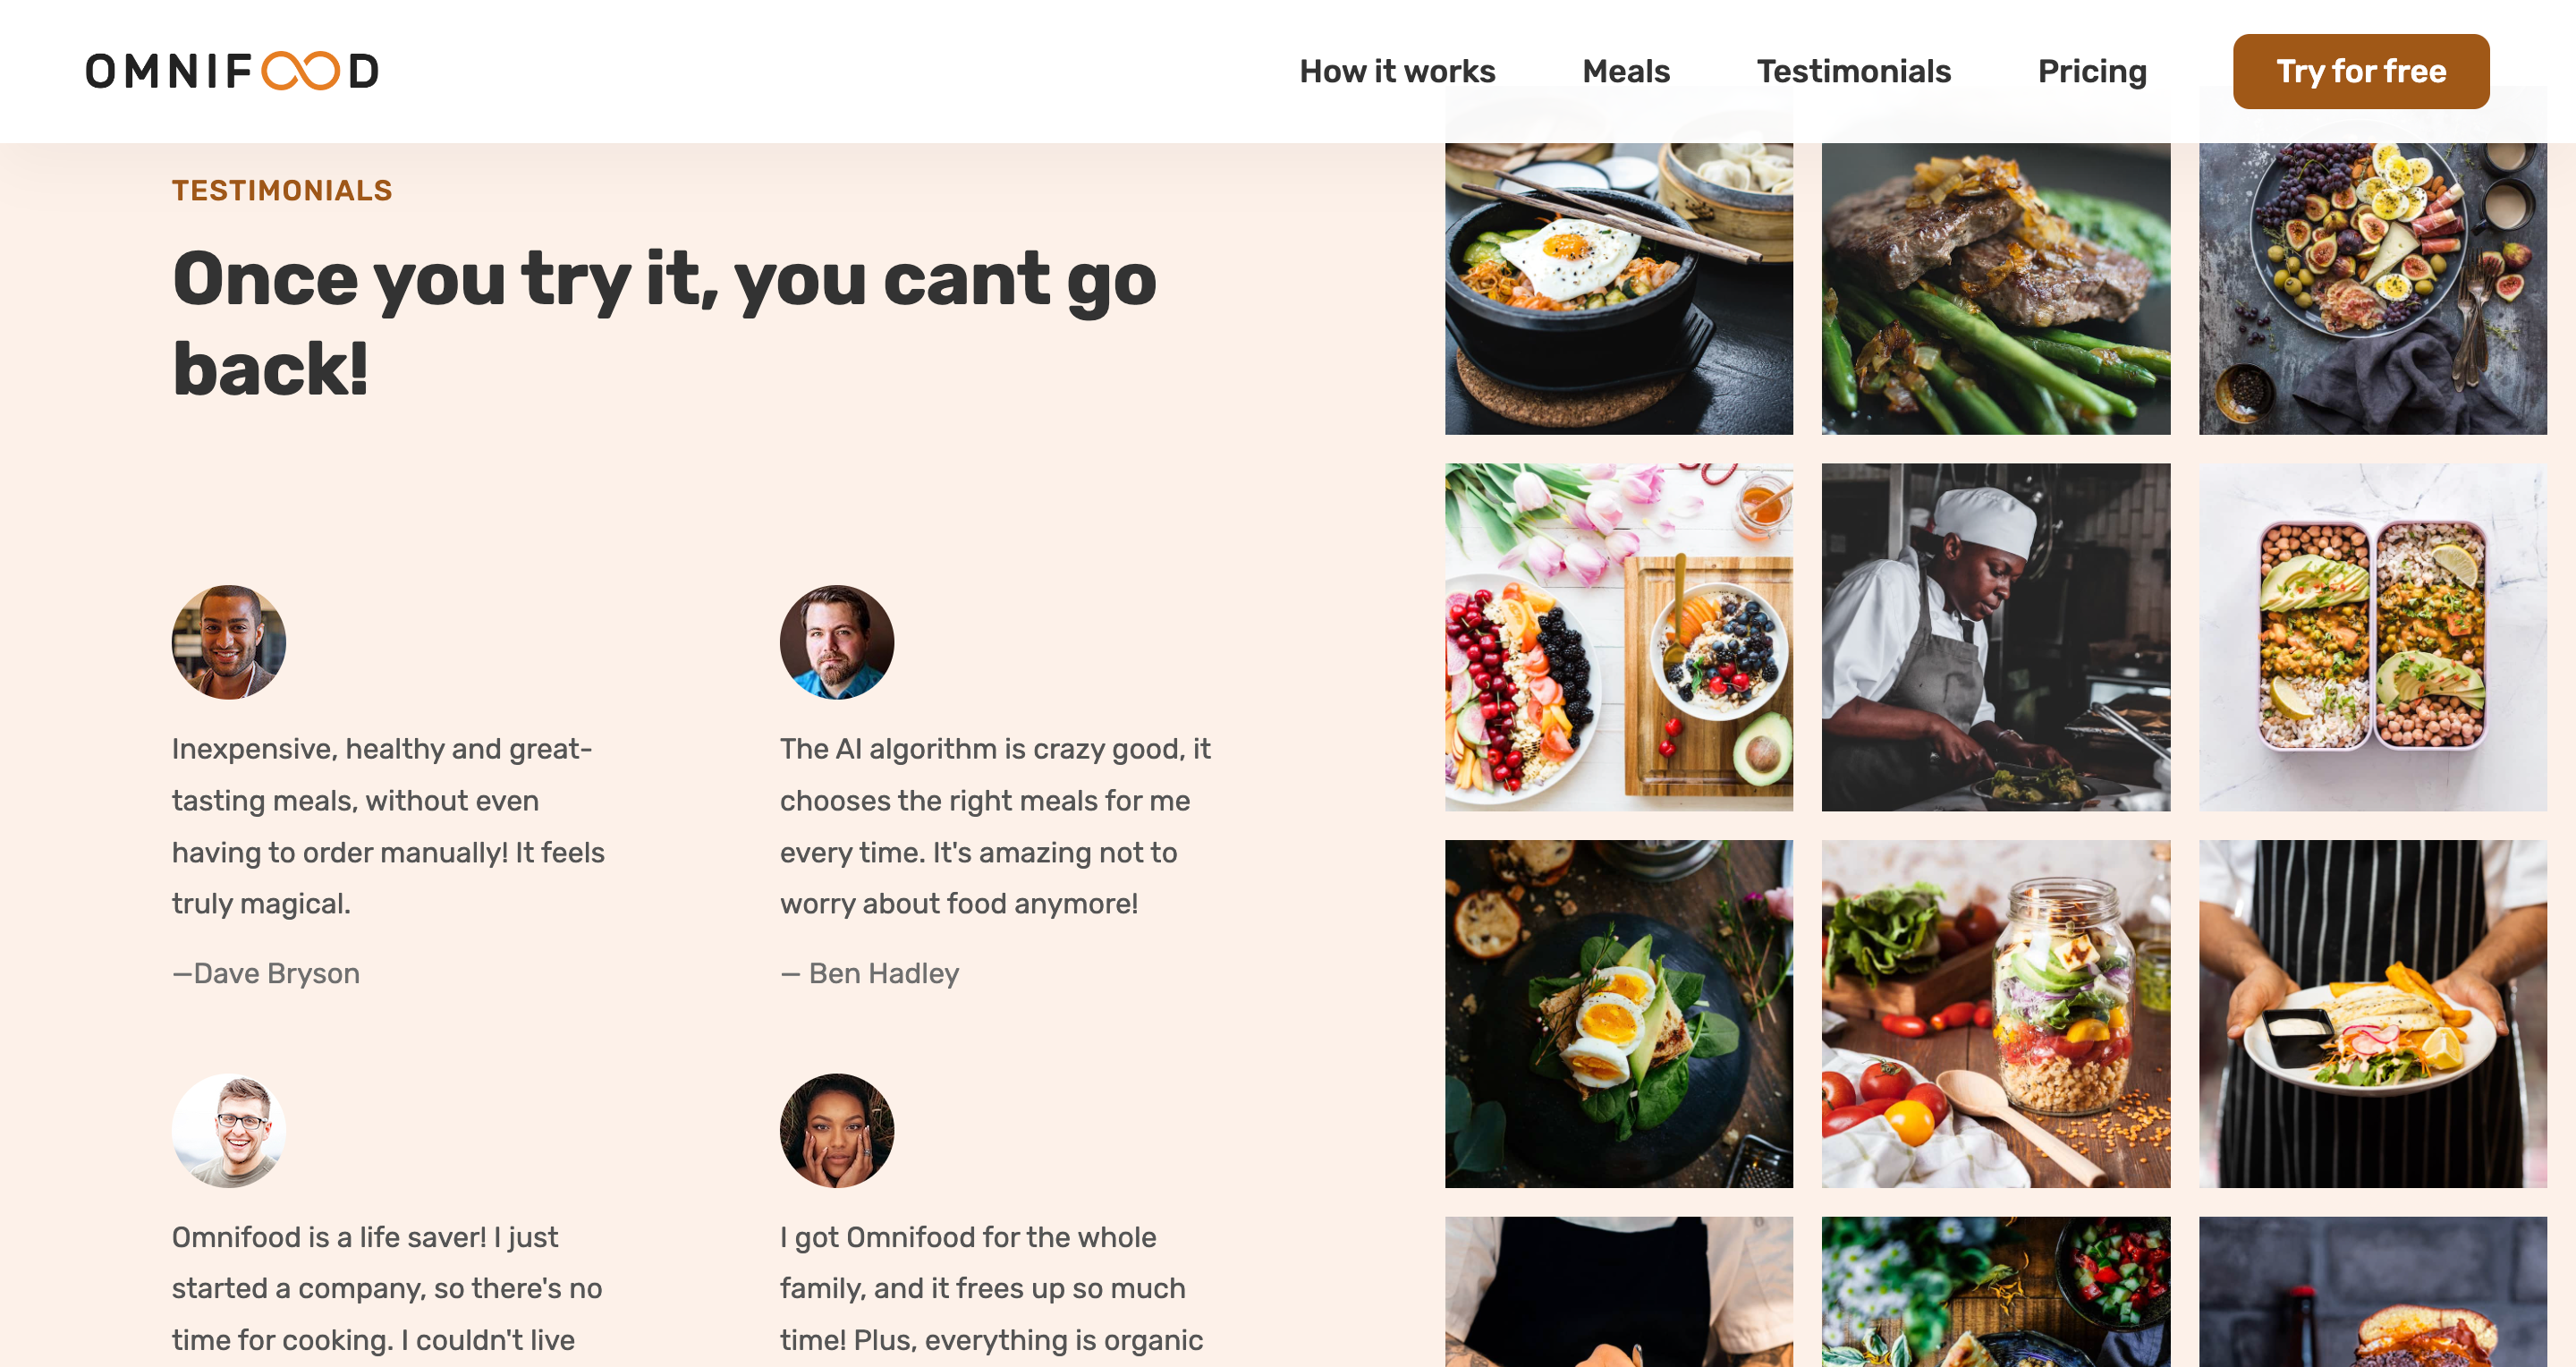 OMNIFOOD
How it works
Meals
Testimonials
Pricing
Try for free
TESTIMONIALS
Once you try it, you cant go
back!
Inexpensive, healthy and great-
tasting meals, without even
having to order manually! It feels
truly magical.
—Dave Bryson
The AI algorithm is crazy good, it
chooses the right meals for me
every time. It's amazing not to
worry about food anymore!
— Ben Hadley
Omnifood is a life saver! I just
started a company, so there's no
time for cooking. I couldn't live
I got Omnifood for the whole
family, and it frees up so much
time! Plus, everything is organic